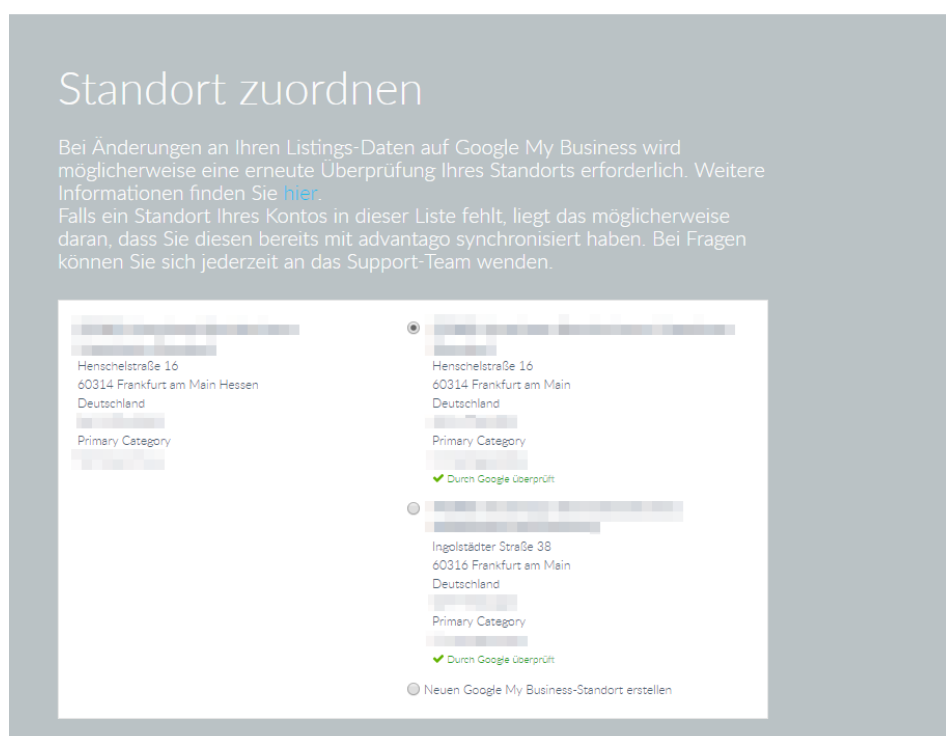 Standort zuordnen
Bei Änderungen an Ihren Listings-Daten auf Google My Business wird
möglicherweise eine erneute Überprüfung Ihres Standorts erforderlich. Weitere
Informationen finden Sie hier.
Falls ein Standort Ihres Kontos in dieser Liste fehlt, liegt das möglicherweise
daran, dass Sie diesen bereits mit advantago synchronisiert haben. Bei Fragen
können Sie sich jederzeit an das Support-Team wenden.
Henschelstraße 16
60314 Frankfurt am Main Hessen
Deutschland
Primary Category
Henschelstraße 16
60314 Frankfurt am Main
Deutschland
Primary Category
✔ Durch Google überprüft
Ingolstädter Straße 38
60316 Frankfurt am Main
Deutschland
Primary Category
✔ Durch Google überprüft
Neuen Google My Business-Standort erstellen